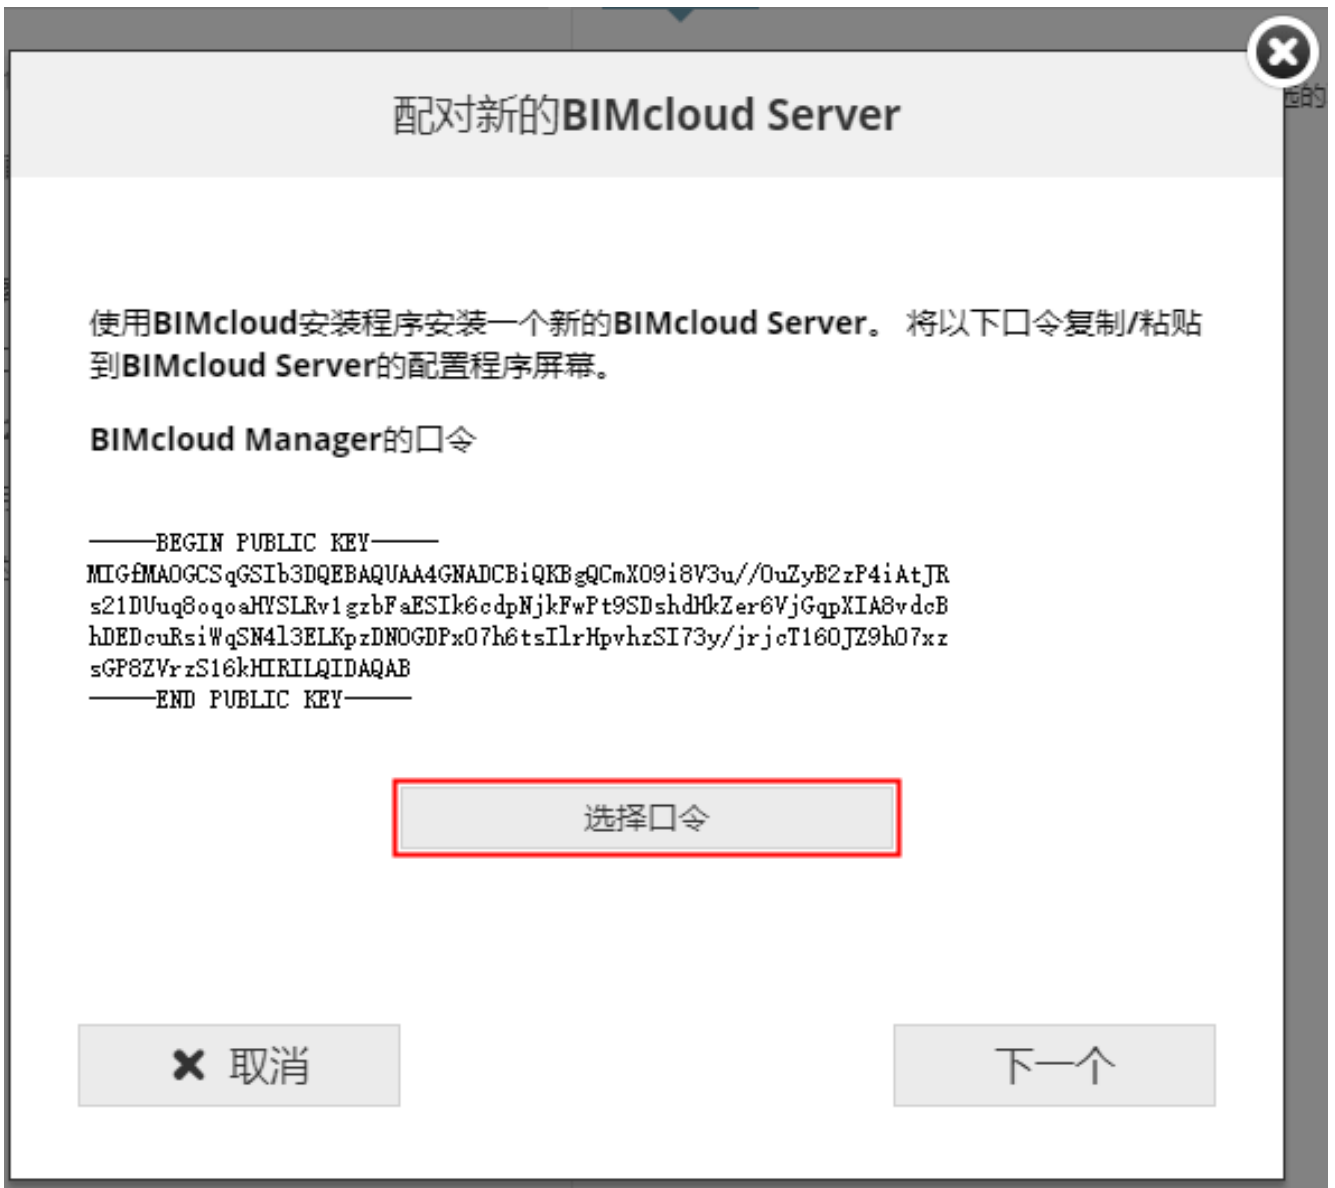 配对新的BIMcloud Server
使用BIMcloud安装程序安装一个新的BIMcloud Server。 将以下口令复制/粘贴
到BIMcloud Server的配置程序屏幕。
BIMcloud Manager的口令
-----BEGIN PUBLIC KEY-----
MIGfMA0GCSqGSIb3DQEBAQUAA4GNADCBiQKBgQCmXO9i8V3u//OuZyB2zP4iAtJR
s21DUuq8oqoaHYSLRv1gzbFaESIk6cdpNjkFwPt9SDshdHkZer6VjGqpXIA8vdcB
hDEDcuRsiWqSN4l3ELKpzDNOGDPxO7h6tsIlrHpvhzSI73y/jrjcT16OJZ9hO7xz
sGP8ZVrzS16kHIRILQIDAQAB
-----END PUBLIC KEY-----
选择口令
取消
下一个